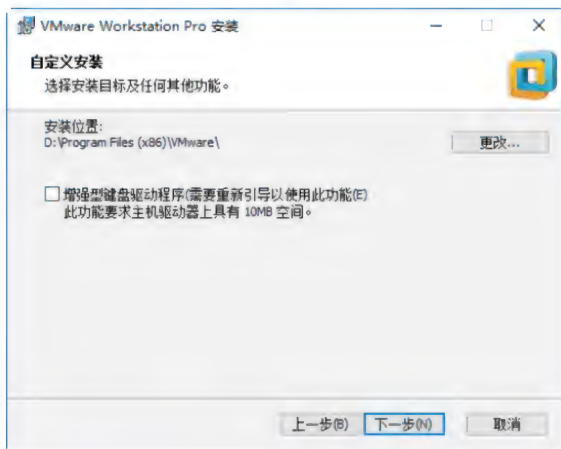 VMware Workstation Pro 安装
自定义安装
选择安装目标及任何其他功能。
安装位置:
D:\Program Files (x86)\VMware\
更改...
增强型键盘驱动程序(需要重新引导以使用此功能(E)
此功能要求主机驱动器上具有 10MB 空间。
上一步(B) 下一步(N) 取消